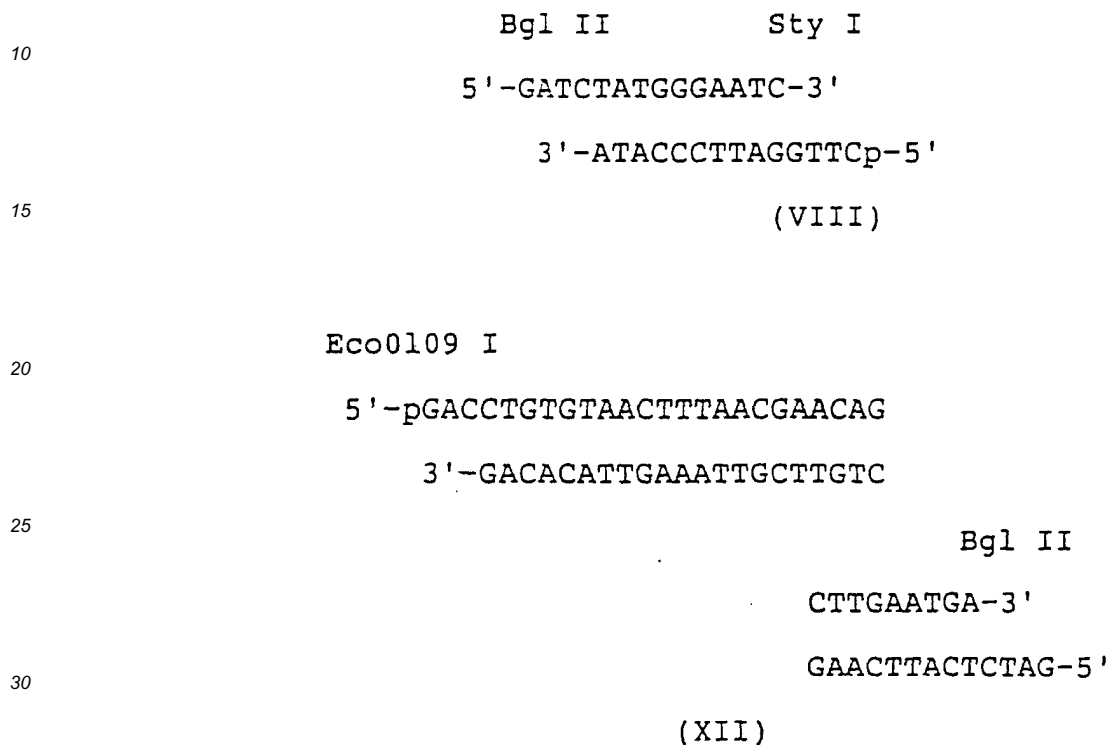 Bgl II Sty I
10
5'-GATCTATGGGAATC-3'
3'-ATACCCTTAGGTTCp-5'
15
(VIII)
Eco0109 I
20
5'-pGACCTGTGTAACTTTAACGAACAG
3'-GACACATTGAAATTGCTTGTC
25
Bgl II
CTTGAATGA-3'
GAACTTACTCTAG-5'
30
(XII)